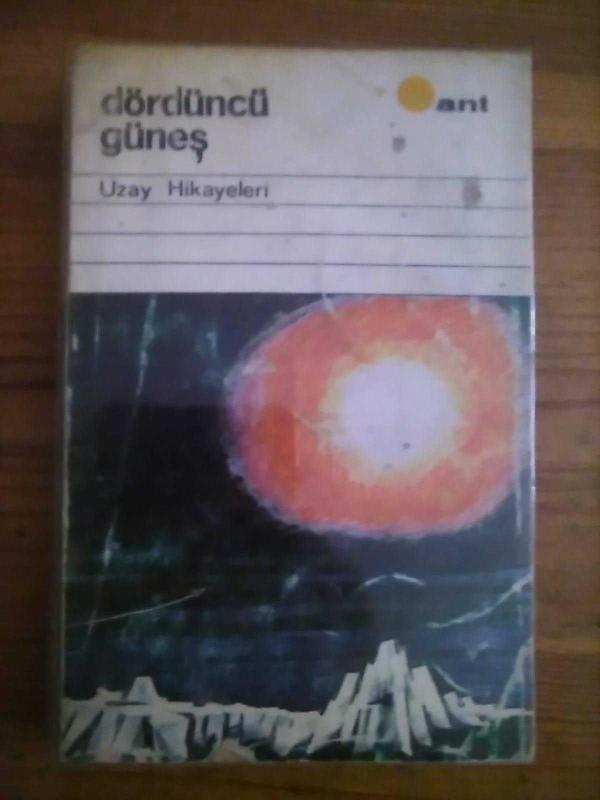 dördüncü
güneş
ant
Uzay Hikayeleri